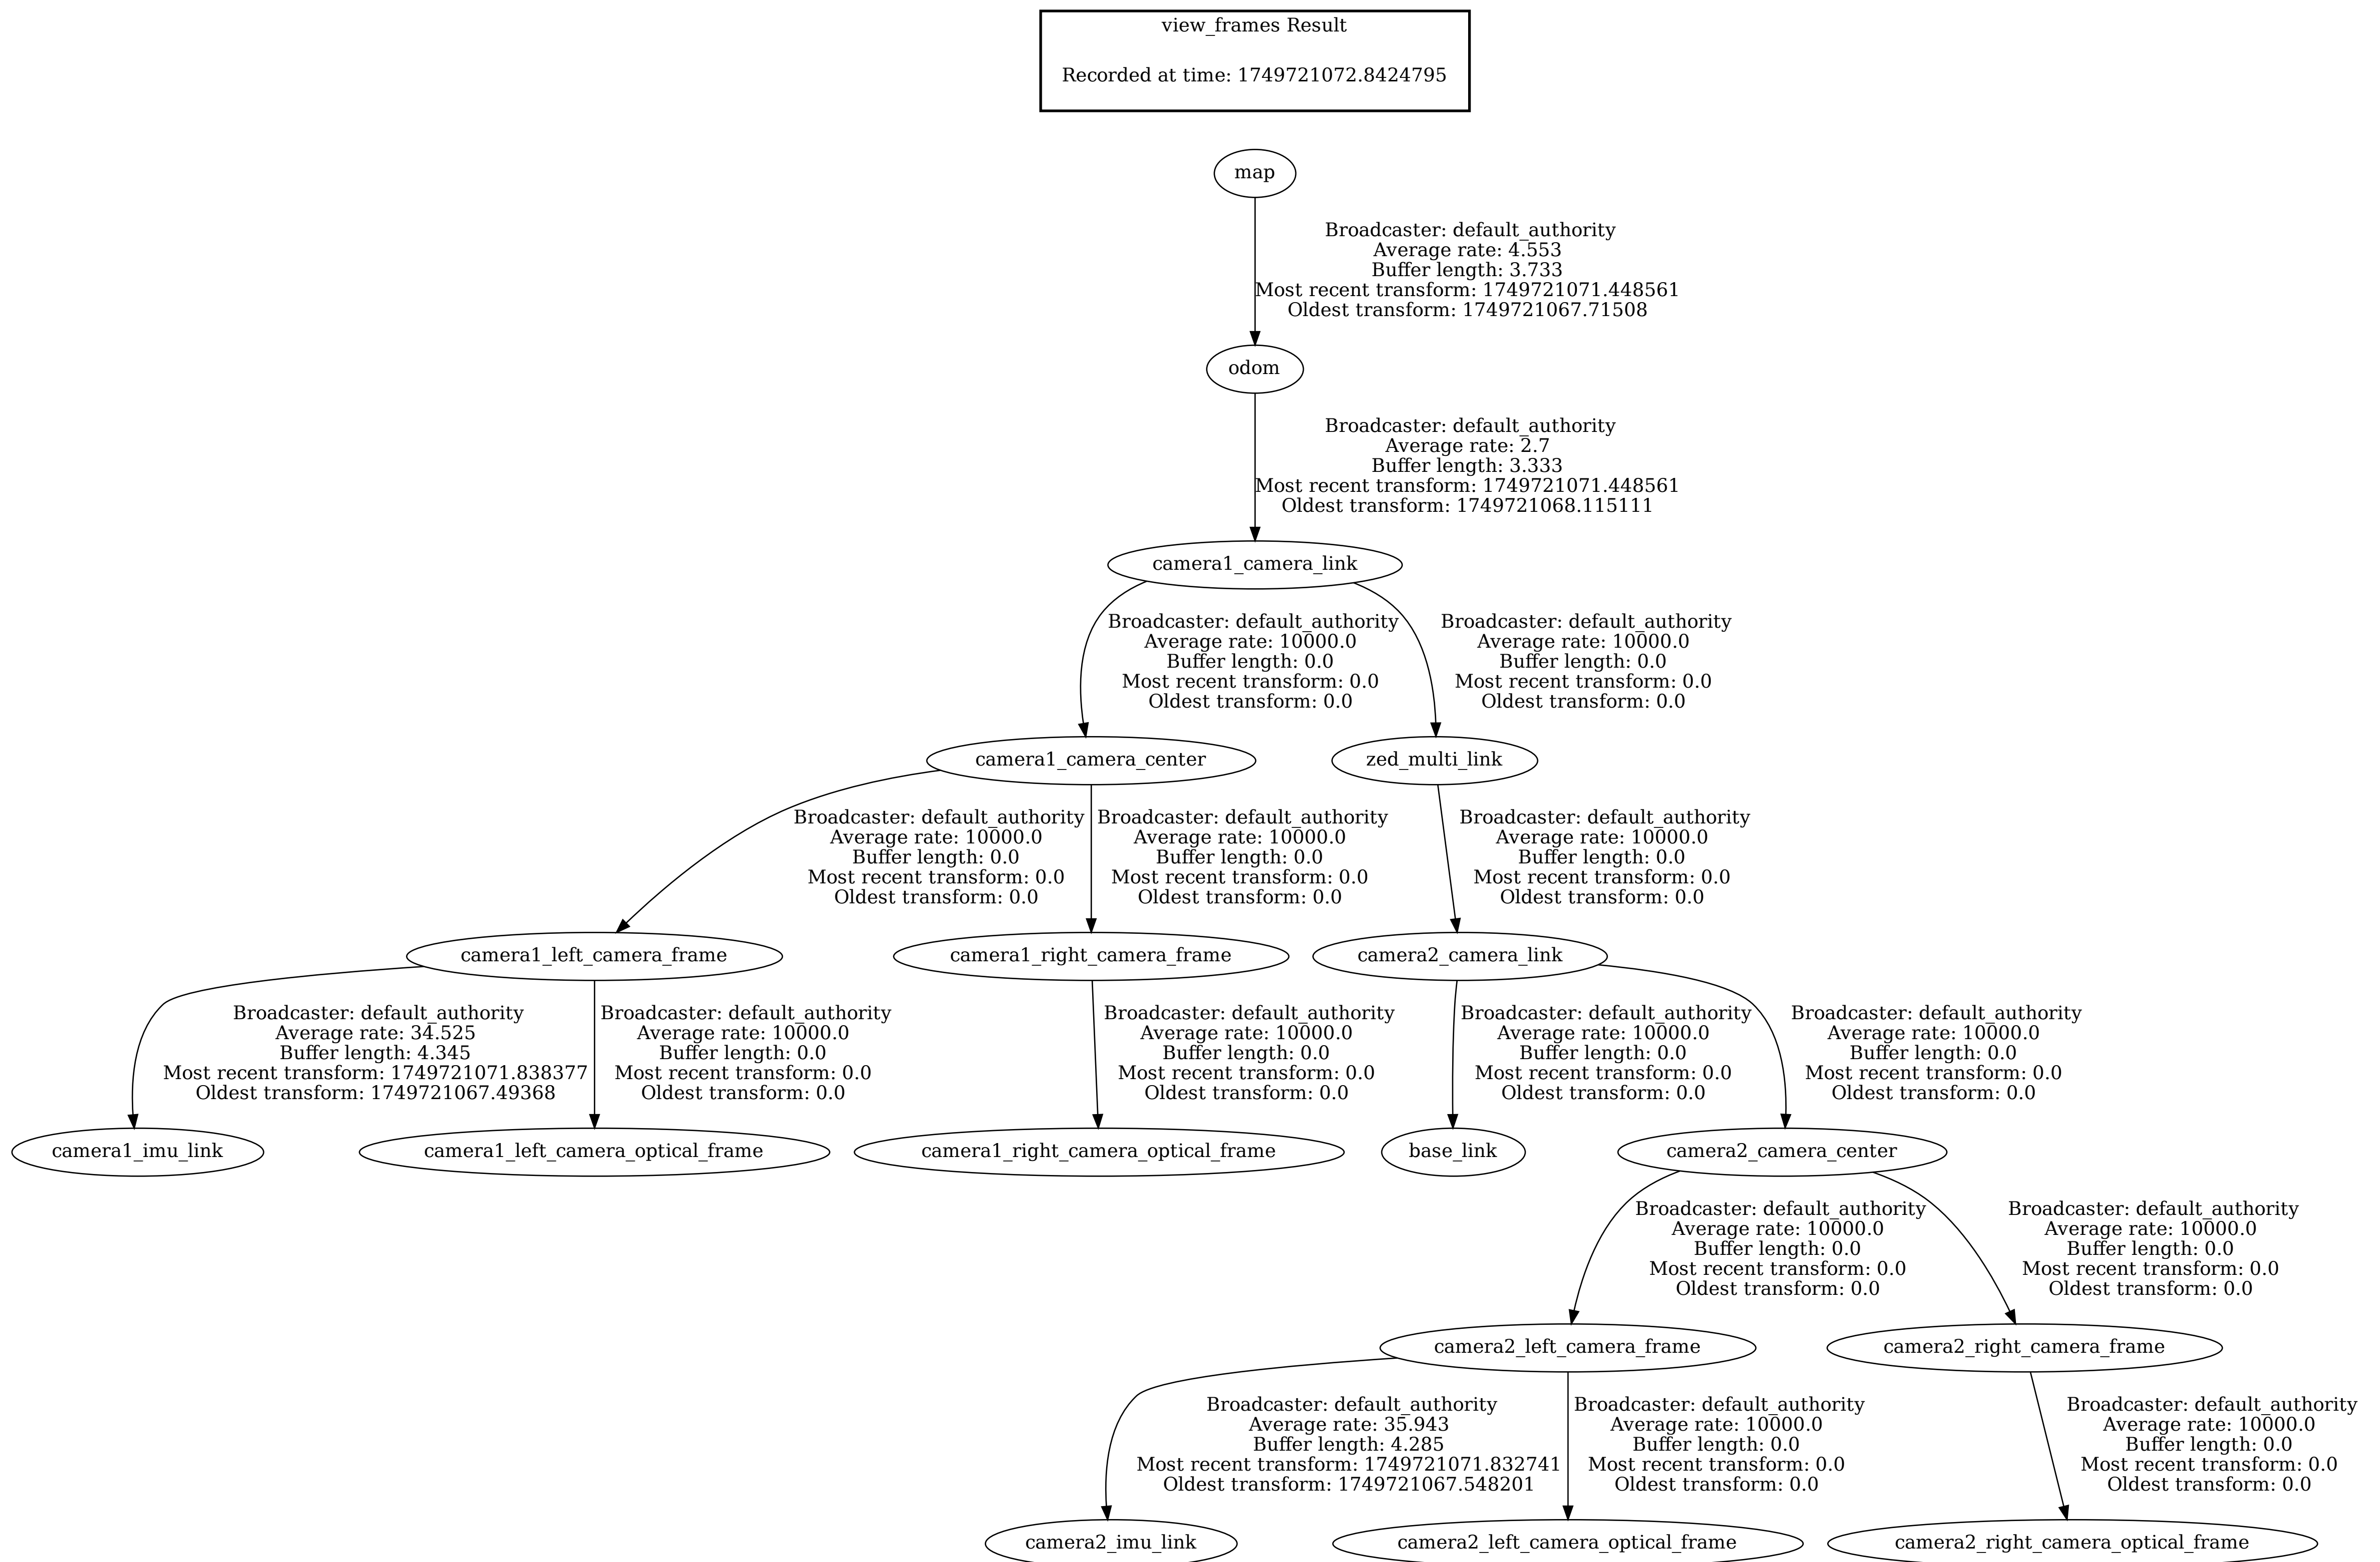 view_frames Result
Recorded at time: 1749721072.8424795
map
Broadcaster: default_authority
Average rate: 4.553
Buffer length: 3.733
Most recent transform: 1749721071.448561
Oldest transform: 1749721067.71508
odom
Broadcaster: default_authority
Average rate: 2.7
Buffer length: 3.333
Most recent transform: 1749721071.448561
Oldest transform: 1749721068.115111
camera1_camera_link
Broadcaster: default_authority
Average rate: 10000.0
Buffer length: 0.0
Most recent transform: 0.0
Oldest transform: 0.0
Broadcaster: default_authority
Average rate: 10000.0
Buffer length: 0.0
Most recent transform: 0.0
Oldest transform: 0.0
camera1_camera_center
zed_multi_link
Broadcaster: default_authority
Average rate: 10000.0
Buffer length: 0.0
Most recent transform: 0.0
Oldest transform: 0.0
Broadcaster: default_authority
Average rate: 10000.0
Buffer length: 0.0
Most recent transform: 0.0
Oldest transform: 0.0
Broadcaster: default_authority
Average rate: 10000.0
Buffer length: 0.0
Most recent transform: 0.0
Oldest transform: 0.0
camera1_left_camera_frame
camera1_right_camera_frame
camera2_camera_link
Broadcaster: default_authority
Average rate: 34.525
Buffer length: 4.345
Most recent transform: 1749721071.838377
Oldest transform: 1749721067.49368
Broadcaster: default_authority
Average rate: 10000.0
Buffer length: 0.0
Most recent transform: 0.0
Oldest transform: 0.0
Broadcaster: default_authority
Average rate: 10000.0
Buffer length: 0.0
Most recent transform: 0.0
Oldest transform: 0.0
Broadcaster: default_authority
Average rate: 10000.0
Buffer length: 0.0
Most recent transform: 0.0
Oldest transform: 0.0
Broadcaster: default_authority
Average rate: 10000.0
Buffer length: 0.0
Most recent transform: 0.0
Oldest transform: 0.0
camera1_imu_link
camera1_left_camera_optical_frame
camera1_right_camera_optical_frame
base_link
camera2_camera_center
Broadcaster: default_authority
Average rate: 10000.0
Buffer length: 0.0
Most recent transform: 0.0
Oldest transform: 0.0
Broadcaster: default_authority
Average rate: 10000.0
Buffer length: 0.0
Most recent transform: 0.0
Oldest transform: 0.0
camera2_left_camera_frame
camera2_right_camera_frame
Broadcaster: default_authority
Average rate: 35.943
Buffer length: 4.285
Most recent transform: 1749721071.832741
Oldest transform: 1749721067.548201
Broadcaster: default_authority
Average rate: 10000.0
Buffer length: 0.0
Most recent transform: 0.0
Oldest transform: 0.0
Broadcaster: default_authority
Average rate: 10000.0
Buffer length: 0.0
Most recent transform: 0.0
Oldest transform: 0.0
camera2_imu_link
camera2_left_camera_optical_frame
camera2_right_camera_optical_frame